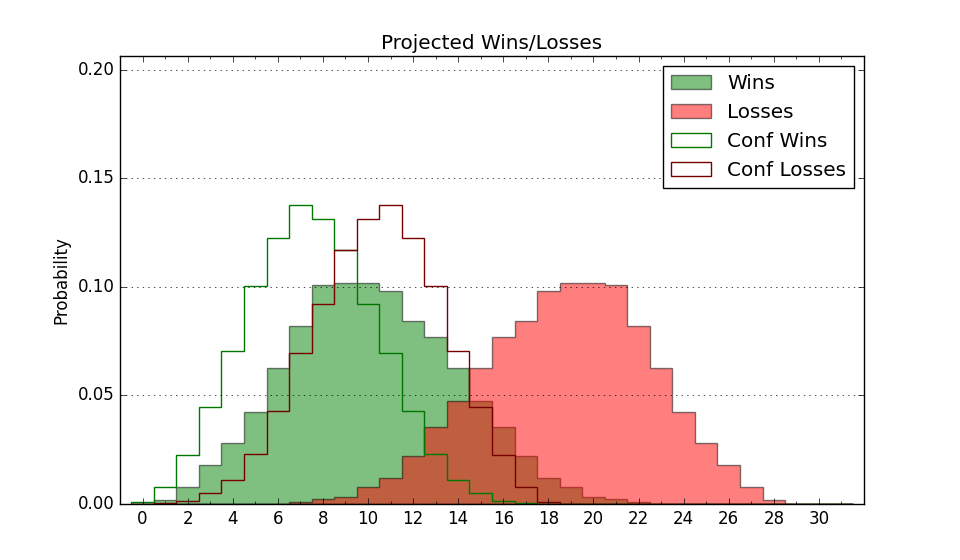 Projected Wins/Losses
0.20
0.15
0.10
0.05
0.00
Probability
Wins
Losses
Conf Wins
Conf Losses
0 2 4 6 8 10 12 14 16 18 20 22 24 26 28 30